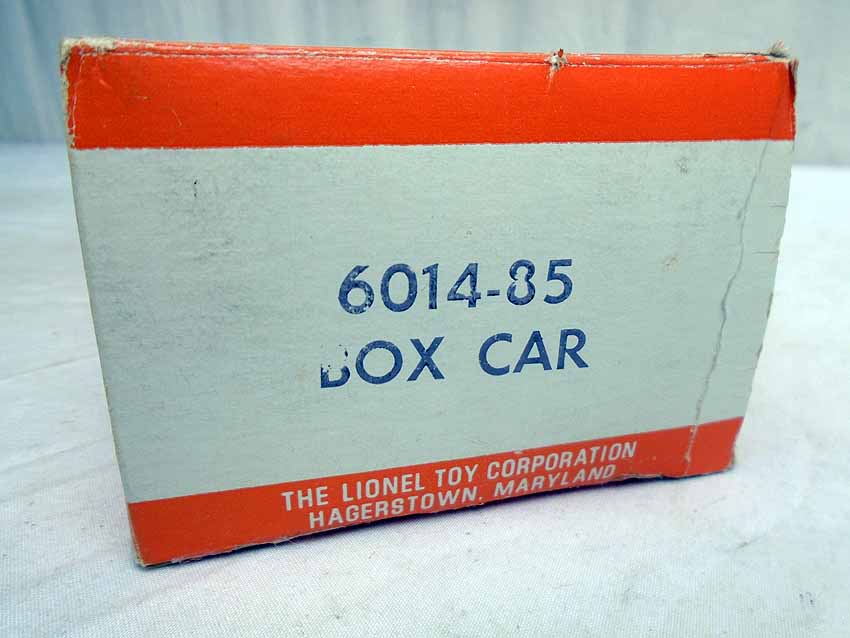 6014-85
BOX CAR
THE LIONEL TOY CORPORATION
HAGERSTOWN, MARYLAND